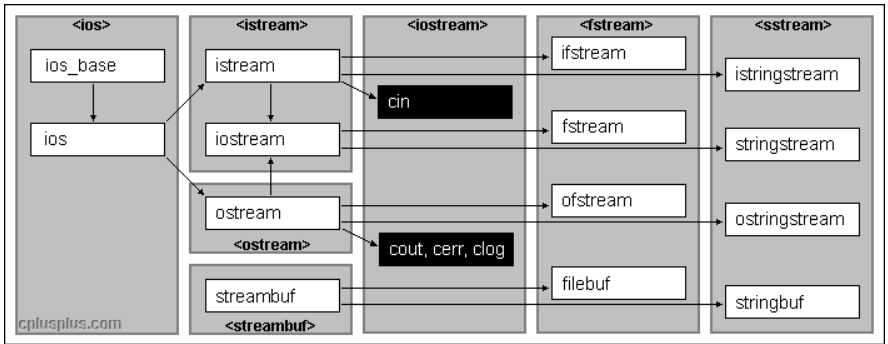 <ios>
ios_base
ios
<istream>
istream
iostream
ostream
<ostream>
streambuf
<streambuf>
<iostream>
cin
cout, cerr, clog
<fstream>
ifstream
fstream
ofstream
filebuf
<sstream>
istringstream
stringstream
ostringstream
stringbuf
cplusplus.com